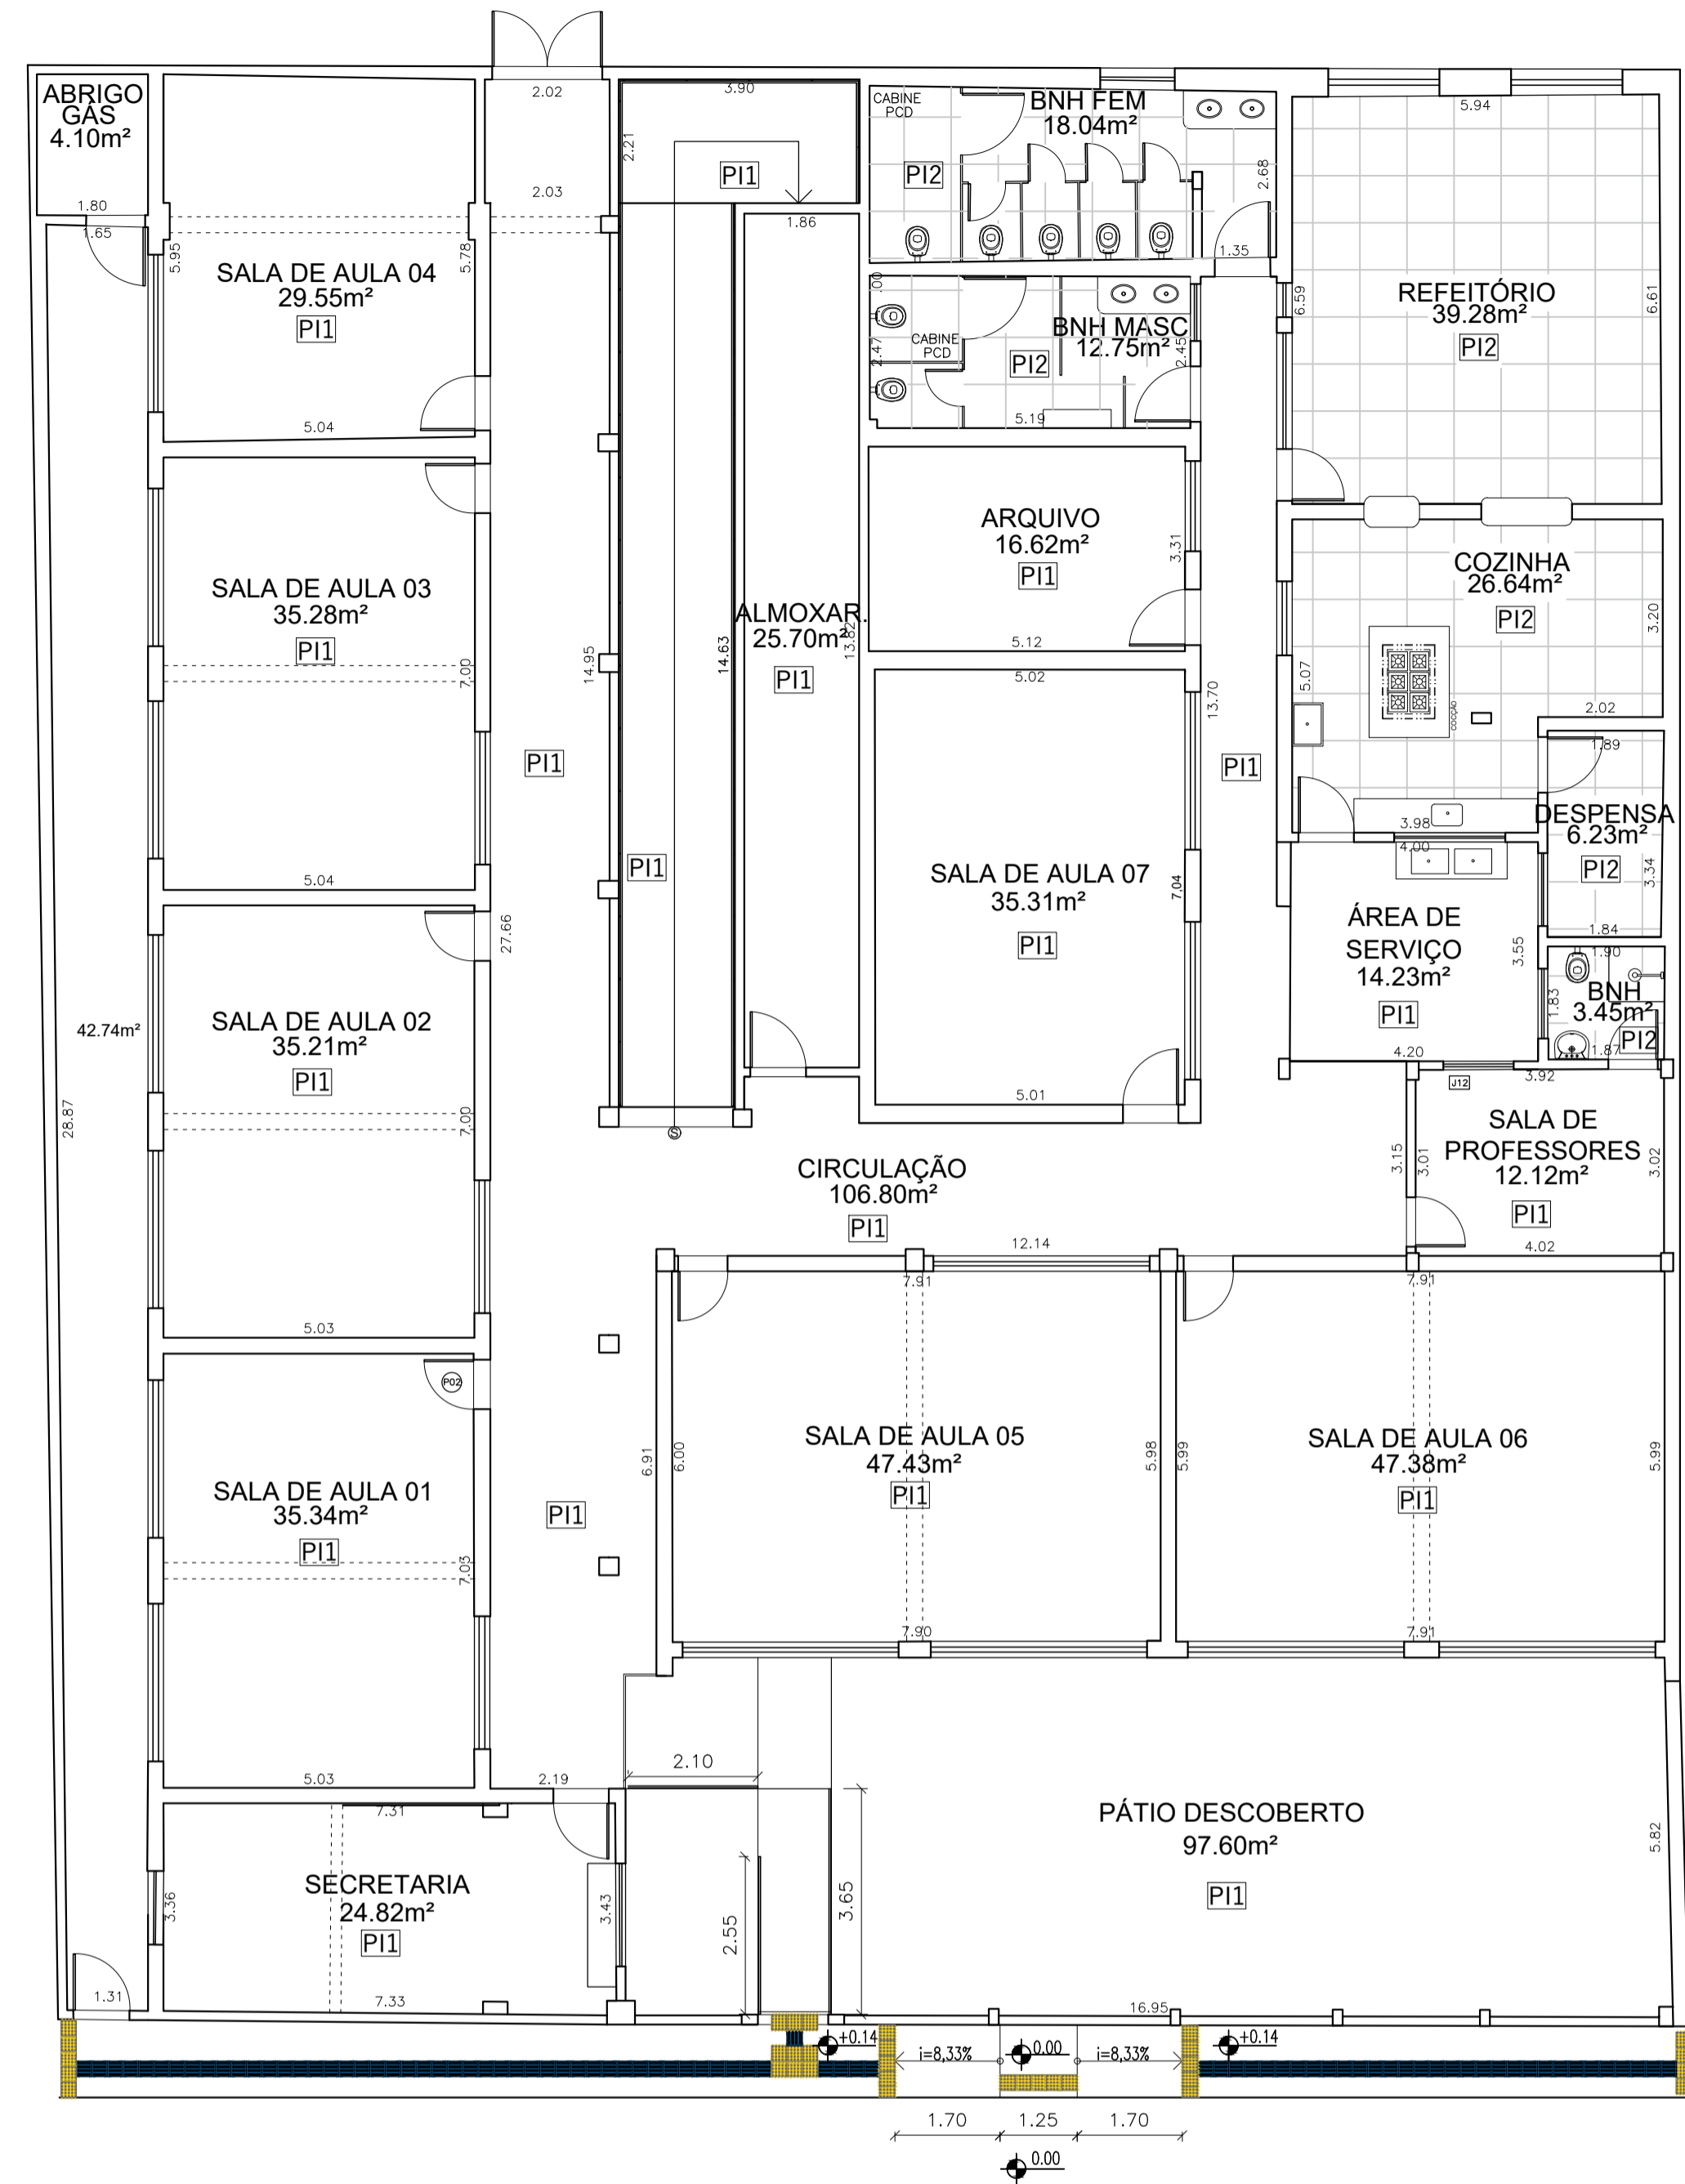 ABRIGO
GÁS
4.10m²
1.80
1.65
2.02
2.03
3.90
2.21
PI1
1.86
CABINE
PCD
BNH FEM
18.04m²
PI2
2.68
1.35
5.94
REFEITÓRIO
39.28m²
PI2
6.59
6.61
5.95
5.78
SALA DE AULA 04
29.55m²
PI1
5.04
.00
2.47
CABINE
PCD
BNH MASC
12.75m²
PI2
2.45
5.19
SALA DE AULA 03
35.28m²
PI1
7.00
5.04
14.95
PI1
14.63
PI1
ALMOXAR.
25.70m²
13.82
PI1
ARQUIVO
16.62m²
PI1
3.31
5.12
5.02
13.70
PI1
COZINHA
26.64m²
PI2
3.20
5.07
COCÇÃO
2.02
1.89
3.98
4.00
DESPENSA
6.23m²
PI2
3.34
1.84
SALA DE AULA 07
35.31m²
PI1
7,04
5.01
ÁREA DE
SERVIÇO
14.23m²
PI1
3.55
4.20
1.90
BNH
3.45m²
PI2
1.83
1.87
27.66
42.74m²
28.87
SALA DE AULA 02
35.21m²
PI1
7.00
5.03
S
J12
3.92
SALA DE
PROFESSORES
12.12m²
PI1
3.15
3.01
3.02
4.02
CIRCULAÇÃO
106.80m²
PI1
12.14
7.91
7.91
P02
SALA DE AULA 01
35.34m²
PI1
7.03
5.03
PI1
6.91
6.00
SALA DE AULA 05
47.43m²
PI1
5.98
7.90
5.99
SALA DE AULA 06
47.38m²
PI1
5.99
7.91
2.19
2.10
7.31
SECRETARIA
24.82m²
PI1
3.36
3.43
7.33
1.31
2.55
3.65
PÁTIO DESCOBERTO
97.60m²
PI1
5.82
16.95
+0.14
i=8,33%
0.00
i=8,33%
+0.14
1.70
1.25
1.70
0.00